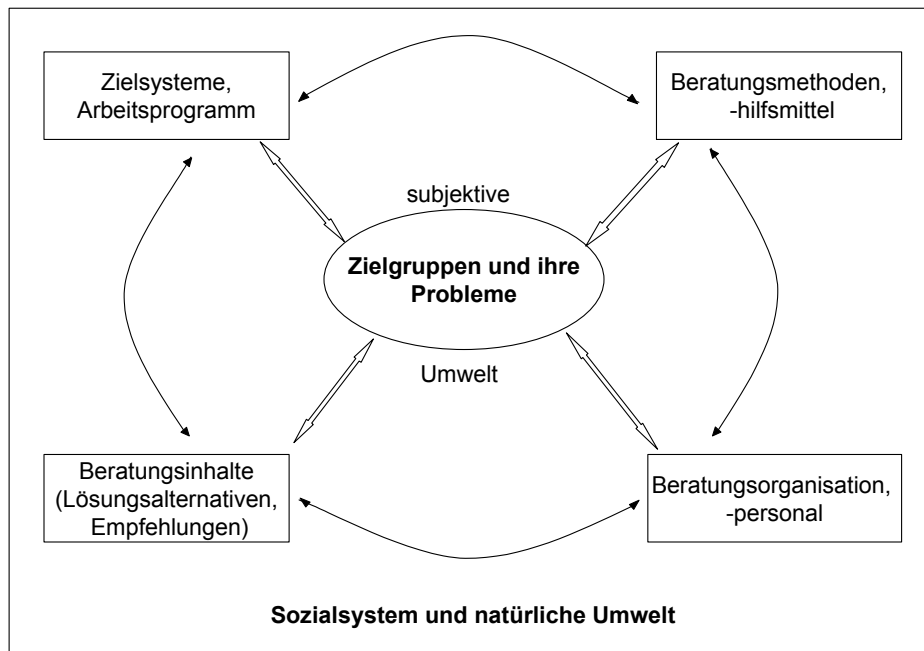 Zielsysteme,
Arbeitsprogramm
Beratungsmethoden,
-hilfsmittel
subjektive
Zielgruppen und ihre
Probleme
Umwelt
Beratungsinhalte
(Lösungsalternativen,
Empfehlungen)
Beratungsorganisation,
-personal
Sozialsystem und natürliche Umwelt